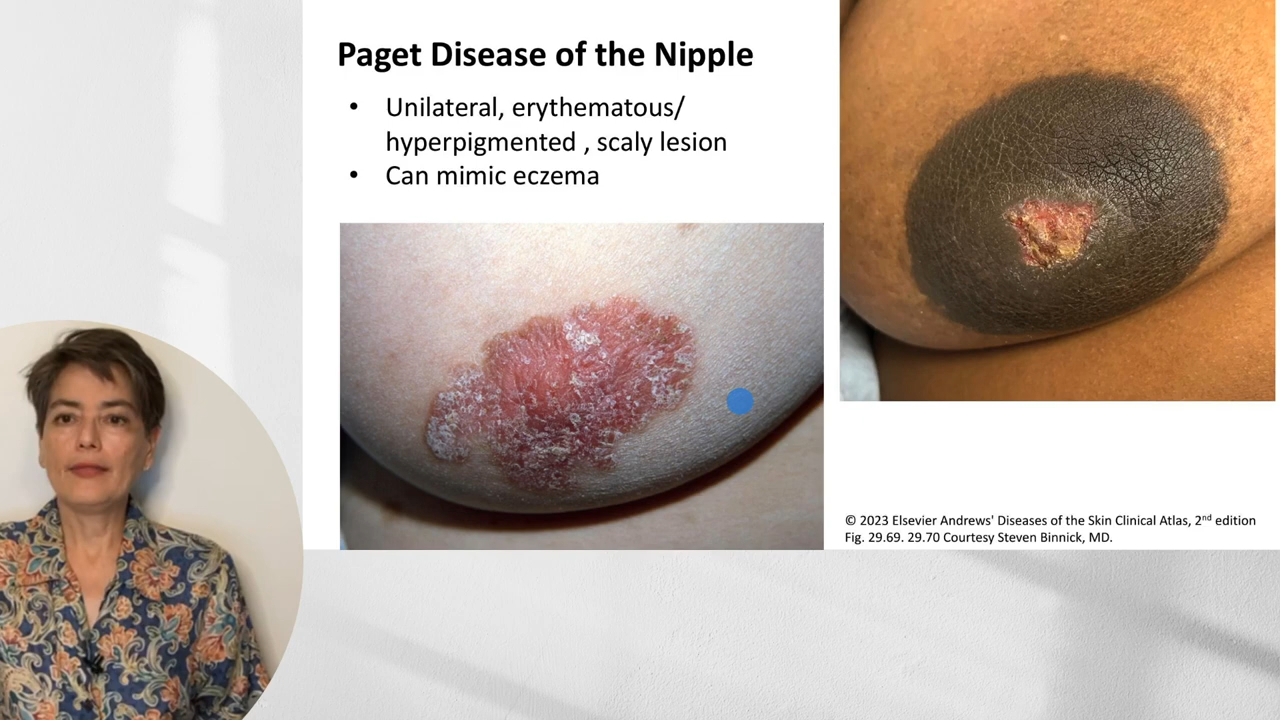 Paget Disease of the Nipple
• Unilateral, erythematous/
hyperpigmented , scaly lesion
• Can mimic eczema
© 2023 Elsevier Andrews' Diseases of the Skin Clinical Atlas, 2nd edition
Fig. 29.69. 29.70 Courtesy Steven Binnick, MD.